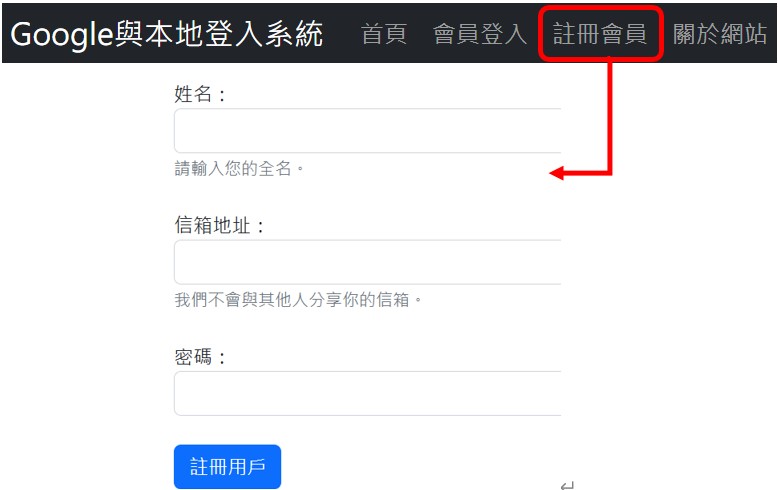 Google與本地登入系統 首頁 會員登入 註冊會員 關於網站
姓名：
請輸入您的全名。
信箱地址：
我們不會與其他人分享你的信箱。
密碼：
註冊用戶